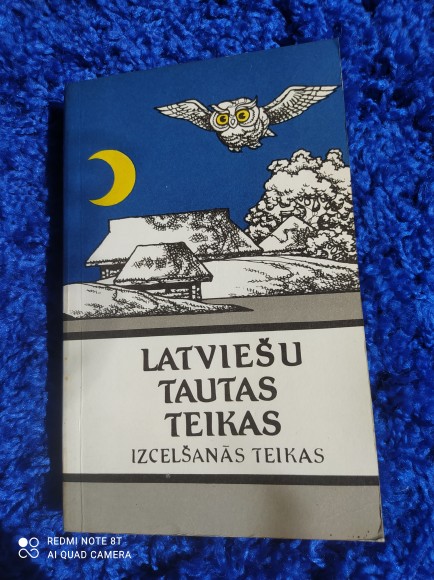 LATVIEŠU
TAUTAS
TEIKAS
IZCELŠANĀS TEIKAS
REDMI NOTE 8T
AI QUAD CAMERA